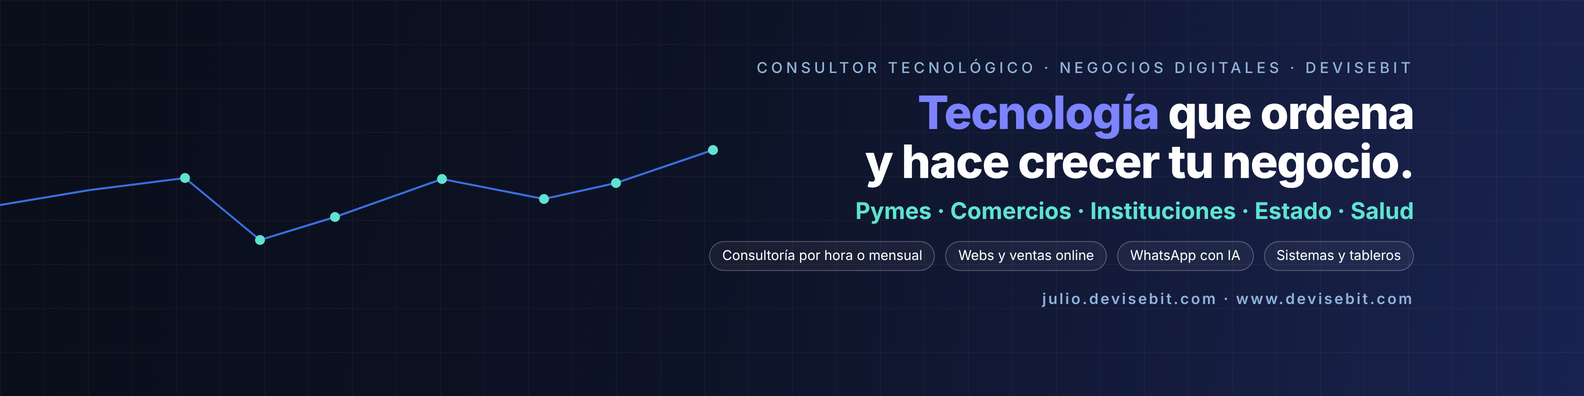 CONSULTOR TECNOLÓGICO · NEGOCIOS DIGITALES · DEVISEBIT
Tecnología que ordena
y hace crecer tu negocio.
Pymes · Comercios · Instituciones · Estado · Salud
Consultoría por hora o mensual Webs y ventas online WhatsApp con IA Sistemas y tableros
julio.devisebit.com · www.devisebit.com